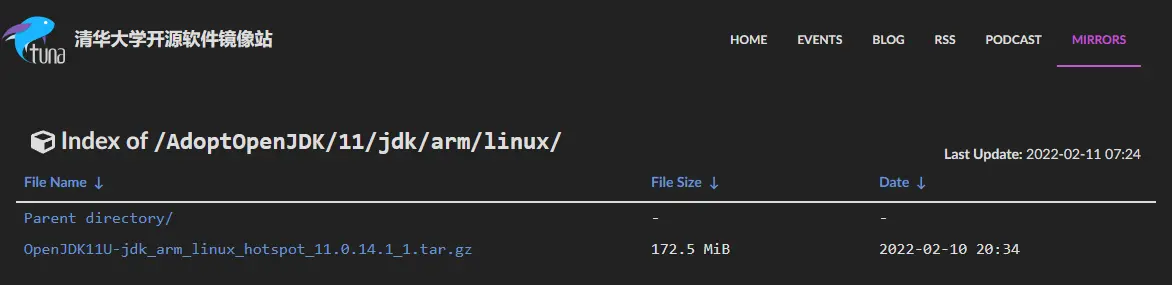 tuna 清华大学开源软件镜像站 HOME EVENTS BLOG RSS PODCAST MIRRORS
Index of /AdoptOpenJDK/11/jdk/arm/linux/
Last Update: 2022-02-11 07:24
File Name ↓ File Size ↓ Date ↓
Parent directory/ - -
OpenJDK11U-jdk_arm_linux_hotspot_11.0.14.1_1.tar.gz 172.5 MiB 2022-02-10 20:34